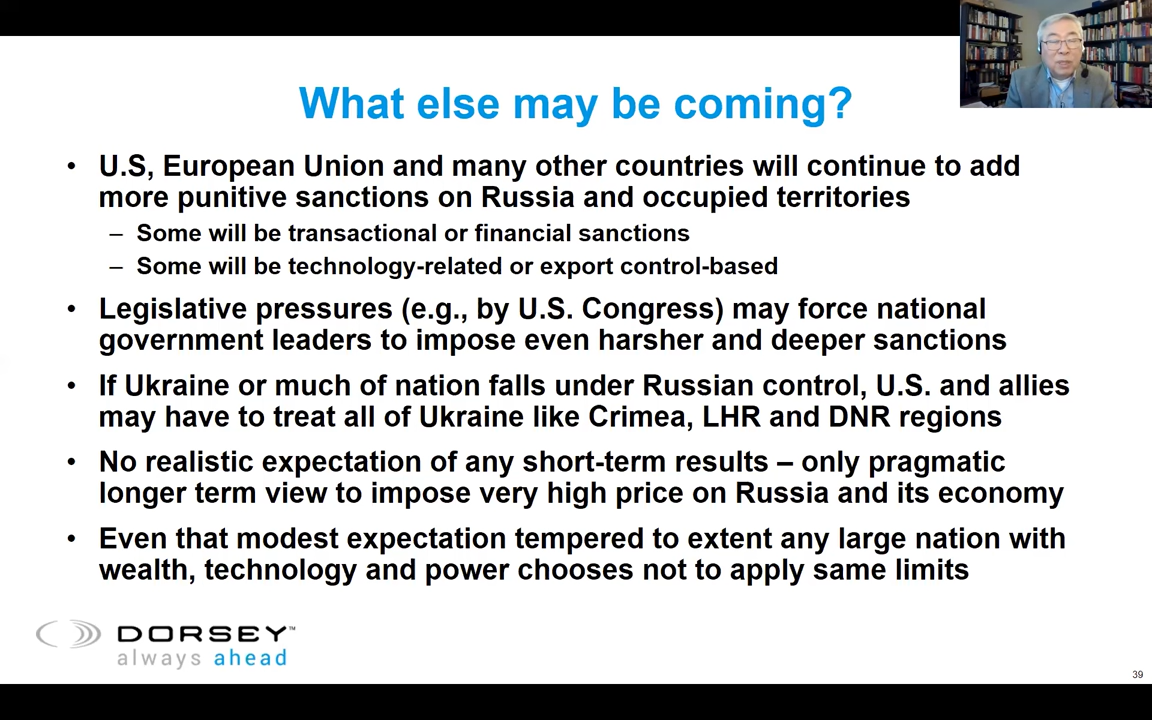 What else may be coming?
• U.S, European Union and many other countries will continue to add
more punitive sanctions on Russia and occupied territories
– Some will be transactional or financial sanctions
– Some will be technology-related or export control-based
• Legislative pressures (e.g., by U.S. Congress) may force national
government leaders to impose even harsher and deeper sanctions
• If Ukraine or much of nation falls under Russian control, U.S. and allies
may have to treat all of Ukraine like Crimea, LHR and DNR regions
• No realistic expectation of any short-term results – only pragmatic
longer term view to impose very high price on Russia and its economy
• Even that modest expectation tempered to extent any large nation with
wealth, technology and power chooses not to apply same limits
DORSEY™
always ahead
39